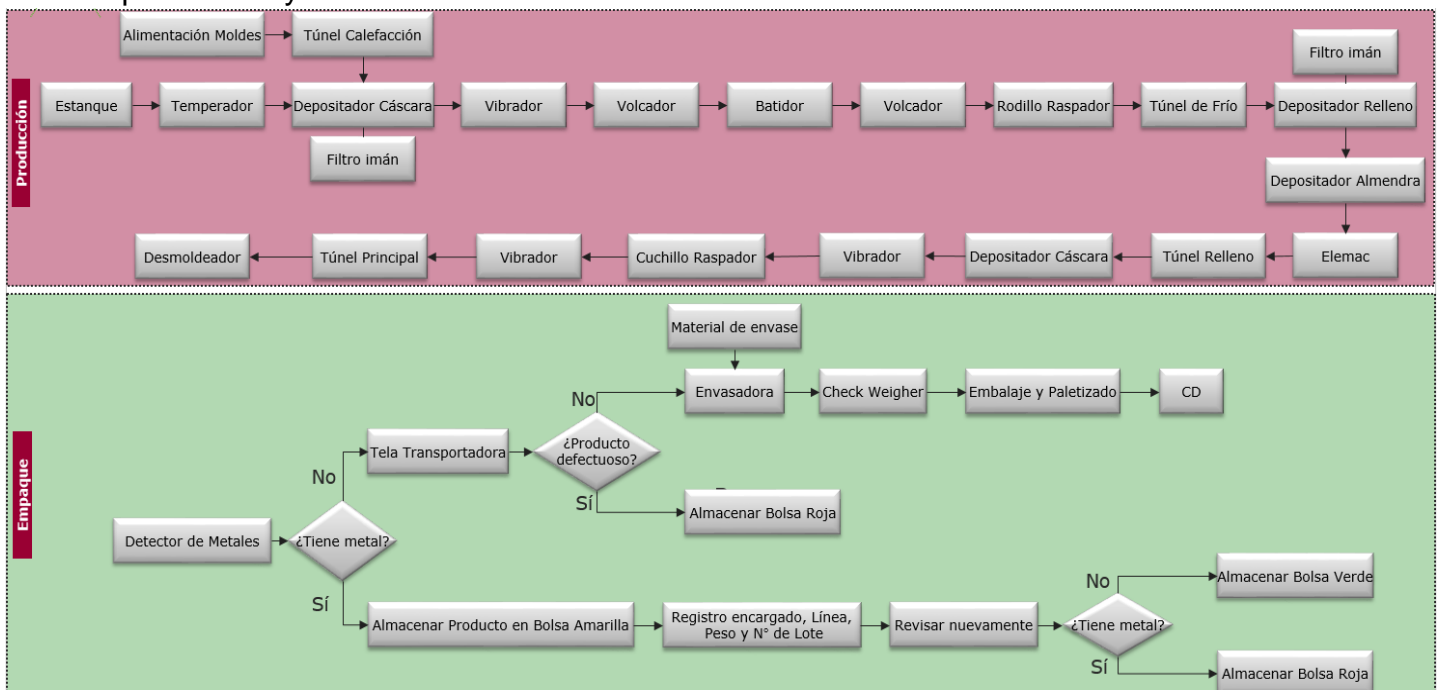 Alimentación Moldes
Túnel Calefacción
Filtro imán
Producción
Estanque
Temperador
Depositador Cáscara
Vibrador
Volcador
Batidor
Volcador
Rodillo Raspador
Túnel de Frío
Depositador Relleno
Filtro imán
Depositador Almendra
Desmoldeador
Túnel Principal
Vibrador
Cuchillo Raspador
Vibrador
Depositador Cáscara
Túnel Relleno
Elemac
Empaque
Material de envase
Envasadora
Check Weigher
Embalaje y Paletizado
CD
No
Tela Transportadora
¿Producto
defectuoso?
No
Sí
Almacenar Bolsa Roja
Detector de Metales
¿Tiene metal?
Sí
Almacenar Producto en Bolsa Amarilla
Registro encargado, Línea,
Peso y N° de Lote
Revisar nuevamente
¿Tiene metal?
No
Almacenar Bolsa Verde
Sí
Almacenar Bolsa Roja